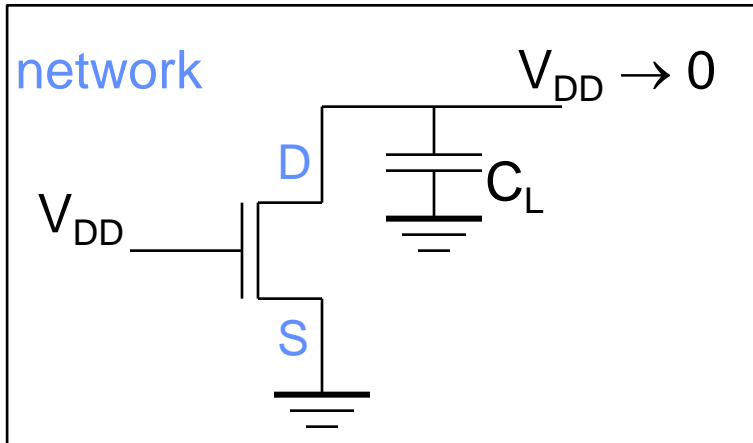 network
V_DD → 0
D
C_L
V_DD
S